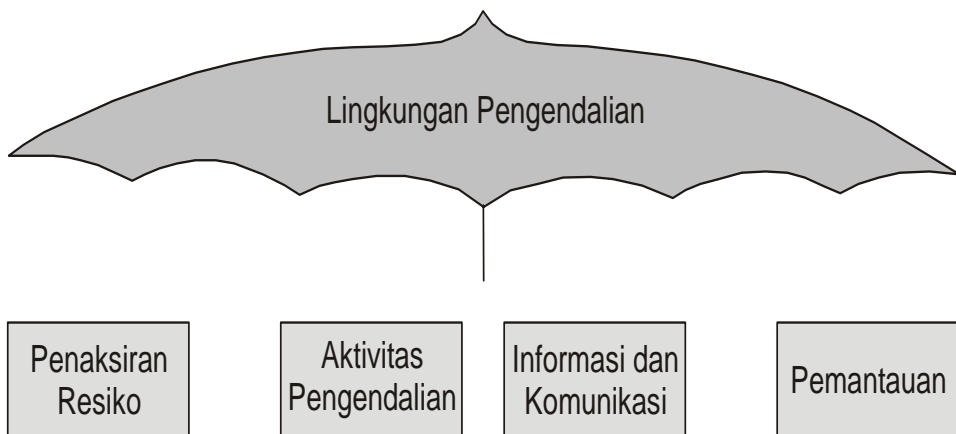 Lingkungan Pengendalian
Penaksiran
Resiko
Aktivitas
Pengendalian
Informasi dan
Komunikasi
Pemantauan